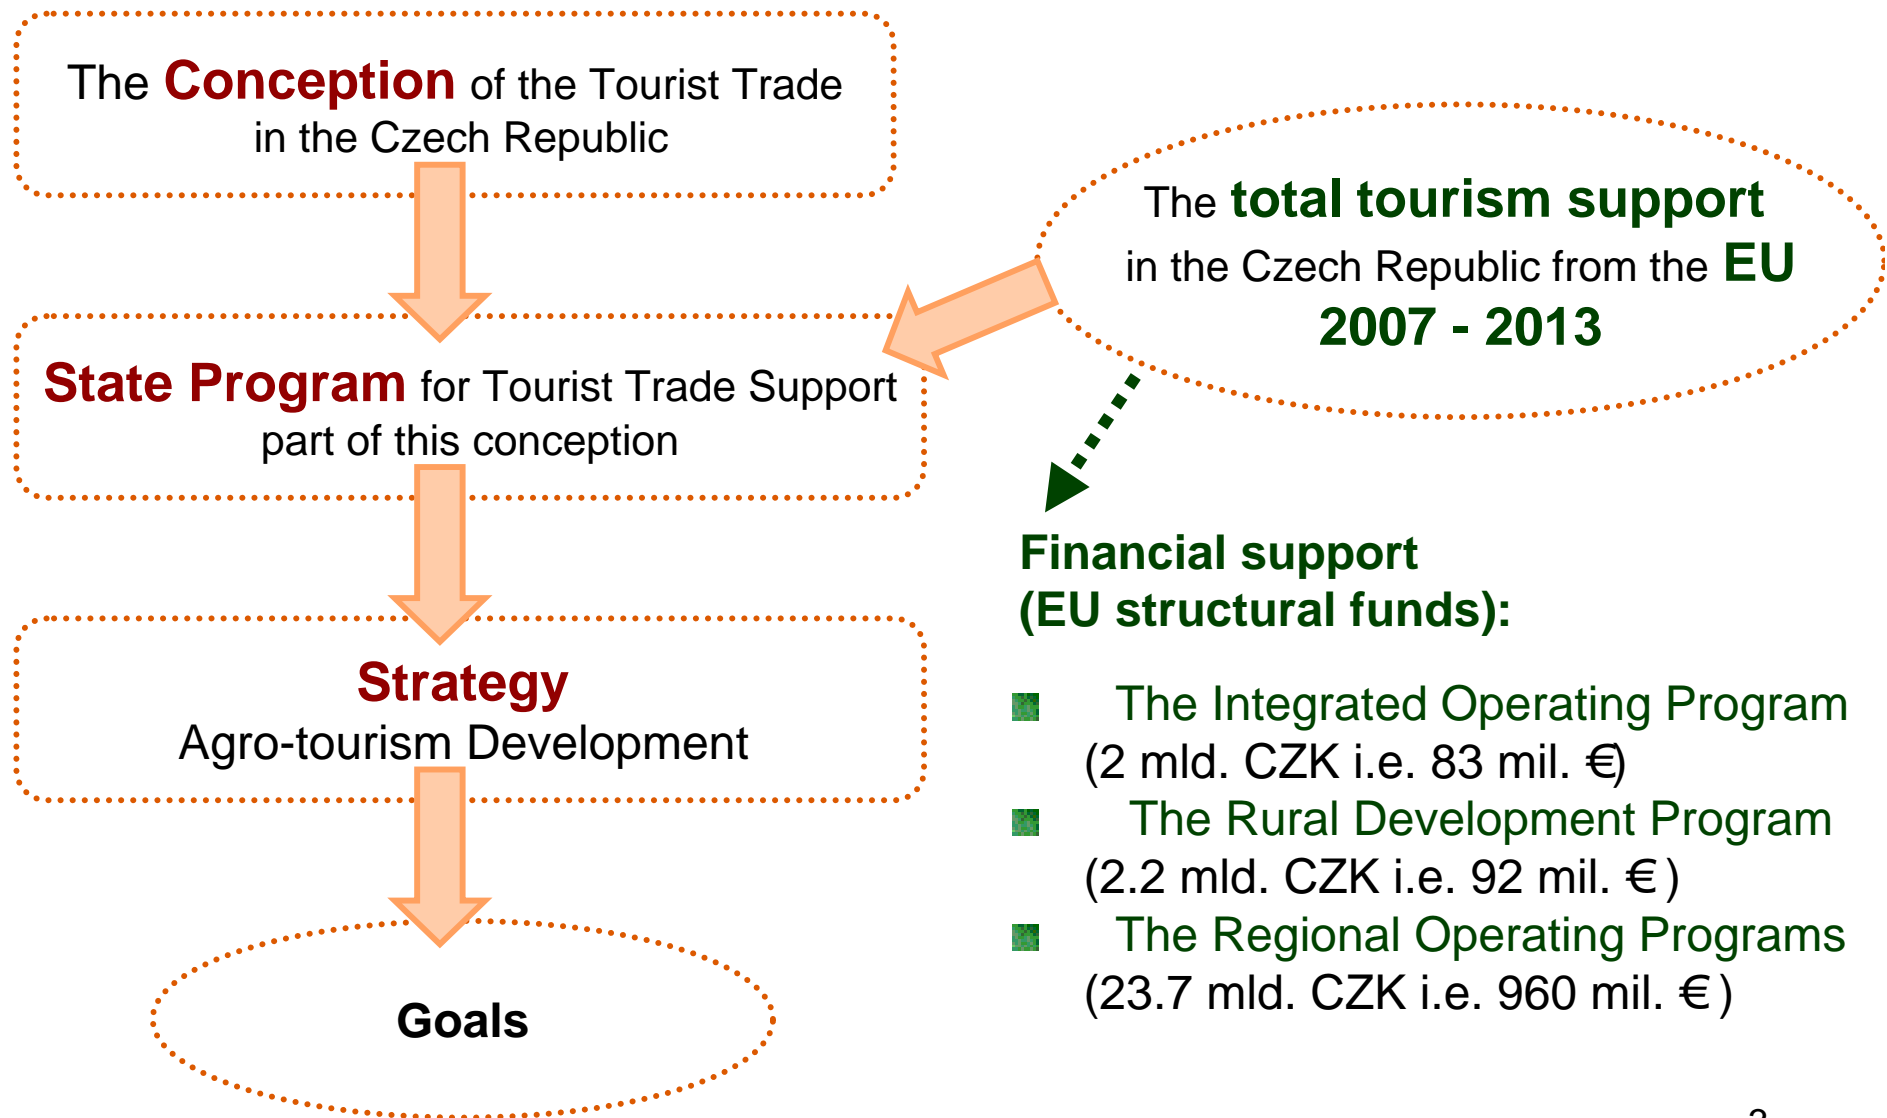 The Conception of the Tourist Trade
in the Czech Republic
State Program for Tourist Trade Support
part of this conception
Strategy
Agro-tourism Development
Goals
The total tourism support
in the Czech Republic from the EU
2007 - 2013
Financial support
(EU structural funds):
The Integrated Operating Program
(2 mld. CZK i.e. 83 mil. €)
The Rural Development Program
(2.2 mld. CZK i.e. 92 mil. €)
The Regional Operating Programs
(23.7 mld. CZK i.e. 960 mil. €)